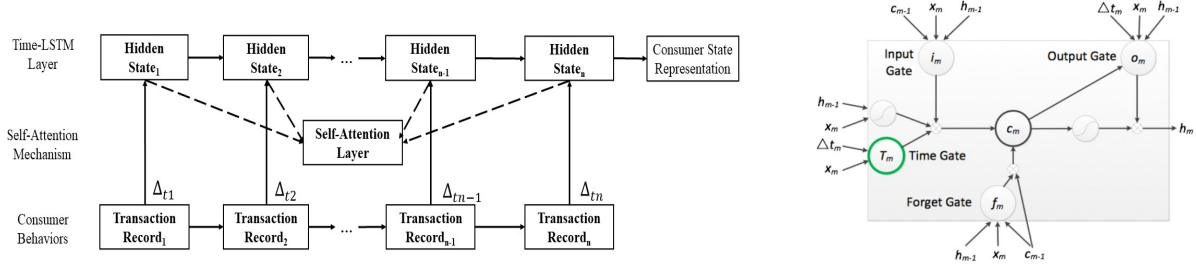 Time-LSTM
Layer
Hidden
State1
Hidden
State2
...
Hidden
Staten-1
Hidden
Staten
Consumer State
Representation
Self-Attention
Mechanism
Self-Attention
Layer
Δt1
Δt2
Δtn−1
Δtn
Consumer
Behaviors
Transaction
Record1
Transaction
Record2
...
Transaction
Recordn-1
Transaction
Recordn
cm-1 xm hm-1
Δtm xm hm-1
Input
Gate
im
Output Gate
om
hm-1
xm
cm
hm
Δtm
xm
Tm
Time Gate
Forget Gate
fm
hm-1 xm cm-1